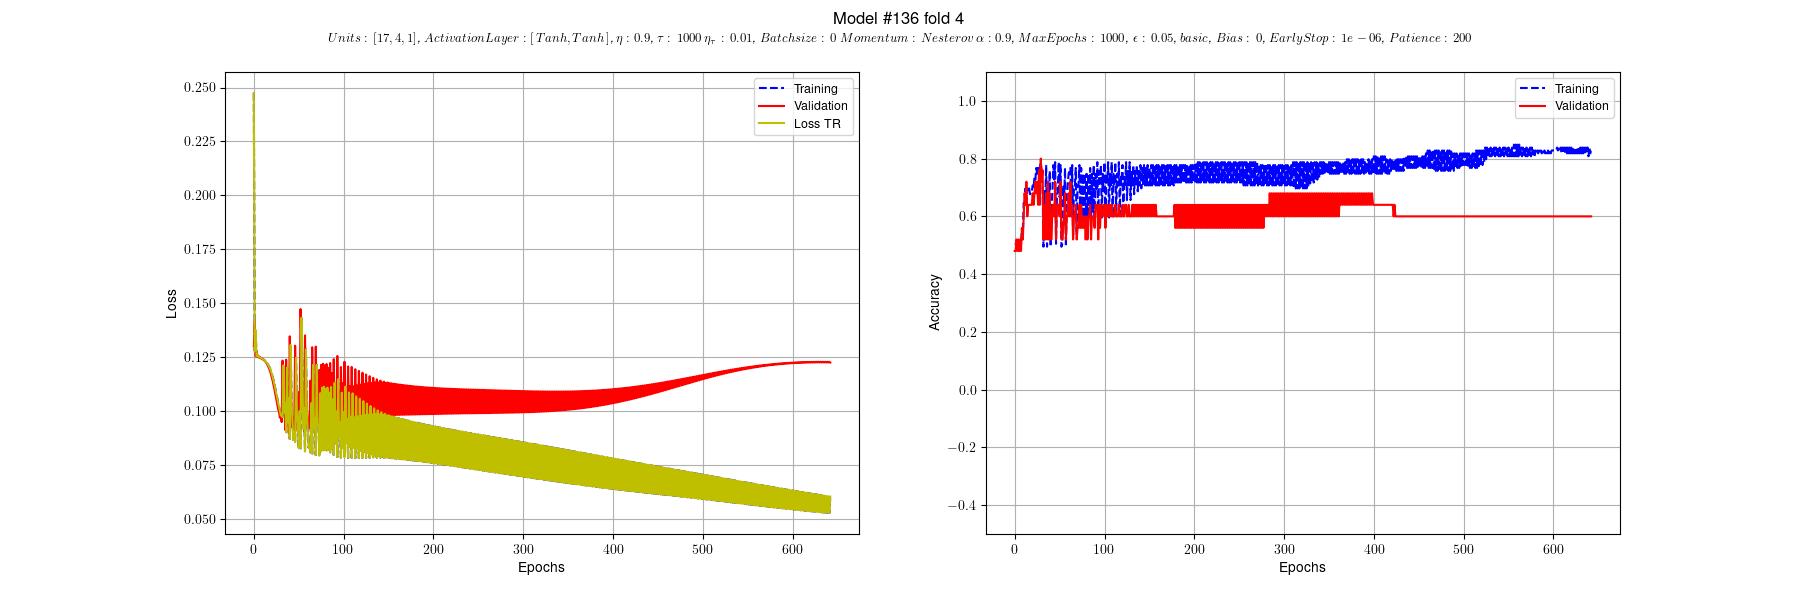 Model #136 fold 4
Units : [17, 4, 1], ActivationLayer : [Tanh, Tanh], η : 0.9, τ : 1000 ητ : 0.01, Batchsize : 0 Momentum : Nesterov α : 0.9, MaxEpochs : 1000, ϵ : 0.05, basic, Bias : 0, EarlyStop : 1e − 06, Patience : 200
Training
Validation
Loss TR
0.250
0.225
0.200
0.175
0.150
0.125
0.100
0.075
0.050
Loss
0 100 200 300 400 500 600
Epochs
Training
Validation
1.0
0.8
0.6
0.4
0.2
0.0
−0.2
−0.4
Accuracy
0 100 200 300 400 500 600
Epochs